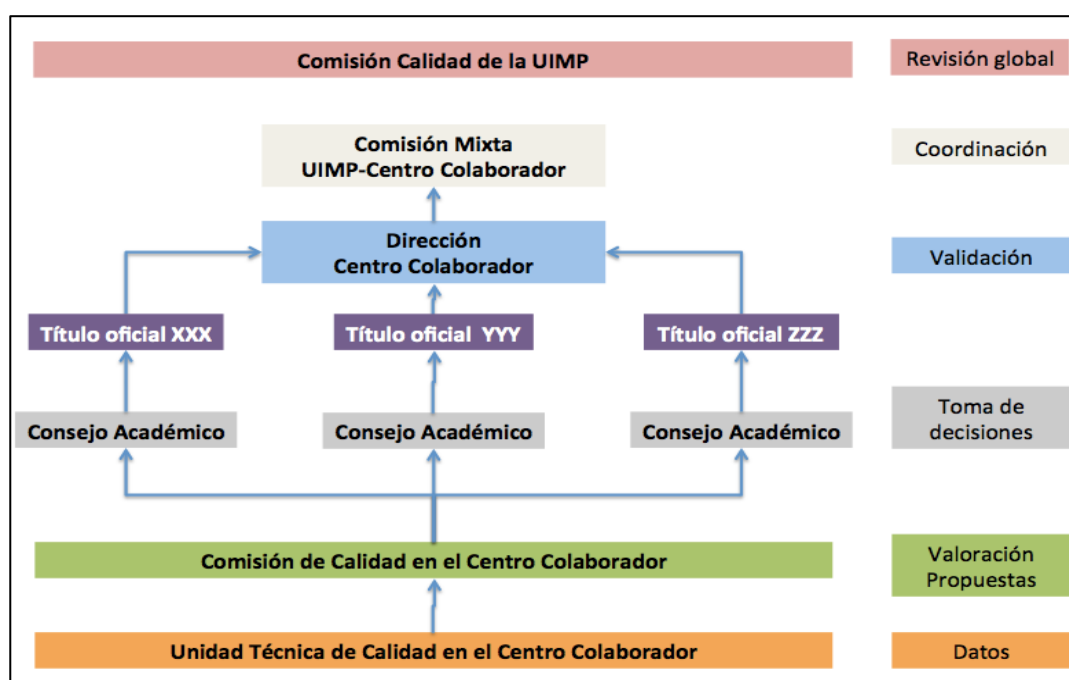 Comisión Calidad de la UIMP
Revisión global
Comisión Mixta
UIMP-Centro Colaborador
Coordinación
Dirección
Centro Colaborador
Validación
Título oficial XXX
Título oficial YYY
Título oficial ZZZ
Consejo Académico
Consejo Académico
Consejo Académico
Toma de
decisiones
Comisión de Calidad en el Centro Colaborador
Valoración
Propuestas
Unidad Técnica de Calidad en el Centro Colaborador
Datos